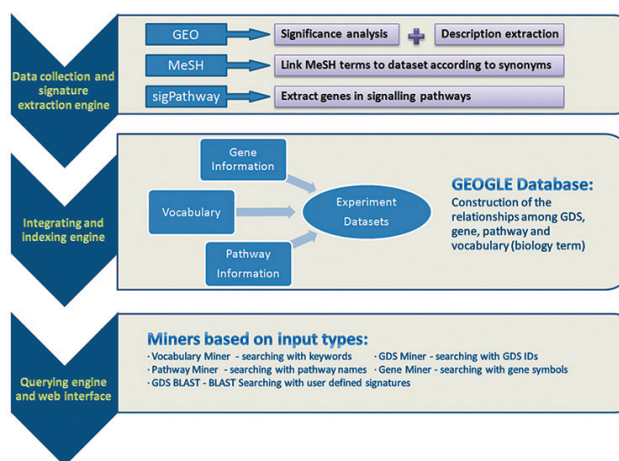 Data collection and
signature
extraction engine
GEO
Significance analysis
Description extraction
MeSH
Link MeSH terms to dataset according to synonyms
sigPathway
Extract genes in signalling pathways
Integrating and
indexing engine
Gene
Information
Vocabulary
Pathway
Information
Experiment
Datasets
GEOGLE Database:
Construction of the
relationships among GDS,
gene, pathway and
vocabulary (biology term)
Querying engine
and web interface
Miners based on input types:
· Vocabulary Miner - searching with keywords
· GDS Miner - searching with GDS IDs
· Pathway Miner - searching with pathway names
· Gene Miner - searching with gene symbols
· GDS BLAST - BLAST Searching with user defined signatures